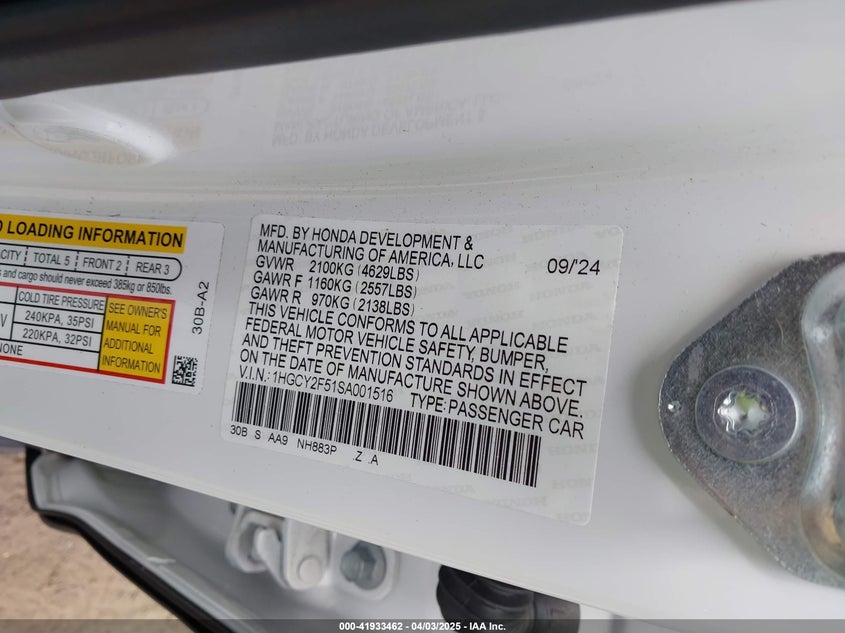 O LOADING INFORMATION
CITY TOTAL 5 FRONT 2 REAR 3
s and cargo should never exceed 385kg or 850lbs.
COLD TIRE PRESSURE
V 240KPA, 35PSI
220KPA, 32PSI
NONE
SEE OWNER'S
MANUAL FOR
ADDITIONAL
INFORMATION
30B-A2
MFD. BY HONDA DEVELOPMENT &
MANUFACTURING OF AMERICA, LLC 09/'24
GVWR 2100KG (4629LBS)
GAWR F 1160KG (2557LBS)
GAWR R 970KG (2138LBS)
THIS VEHICLE CONFORMS TO ALL APPLICABLE
FEDERAL MOTOR VEHICLE SAFETY, BUMPER,
AND THEFT PREVENTION STANDARDS IN EFFECT
ON THE DATE OF MANUFACTURE SHOWN ABOVE.
V.I.N.: 1HGCY2F51SA001516 TYPE: PASSENGER CAR
30B S AA9 NH883P .Z .A
000-41933462 - 04/03/2025 - IAA Inc.